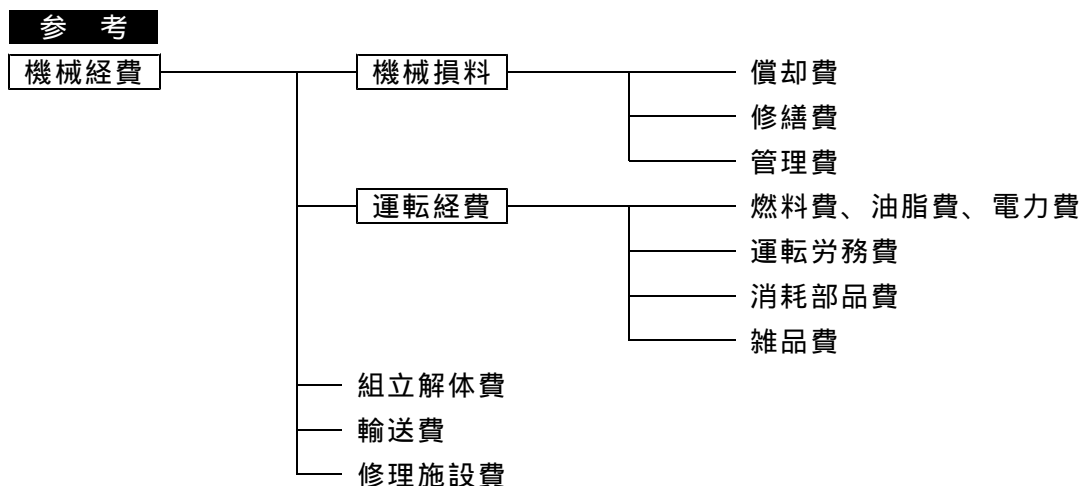 参 考
機械経費 機械損料 償却費
修繕費
管理費
運転経費 燃料費、油脂費、電力費
運転労務費
消耗部品費
雑品費
組立解体費
輸送費
修理施設費